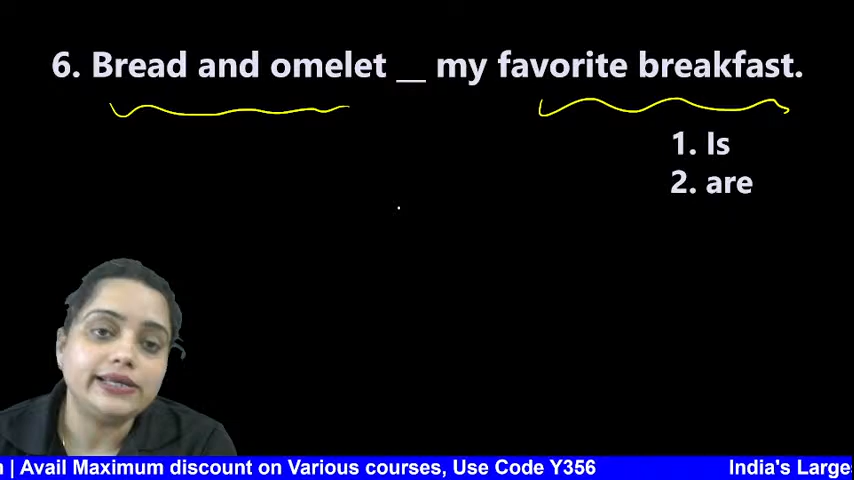 6. Bread and omelet __ my favorite breakfast.
1. Is
2. are
| Avail Maximum discount on Various courses, Use Code Y356 India's Large